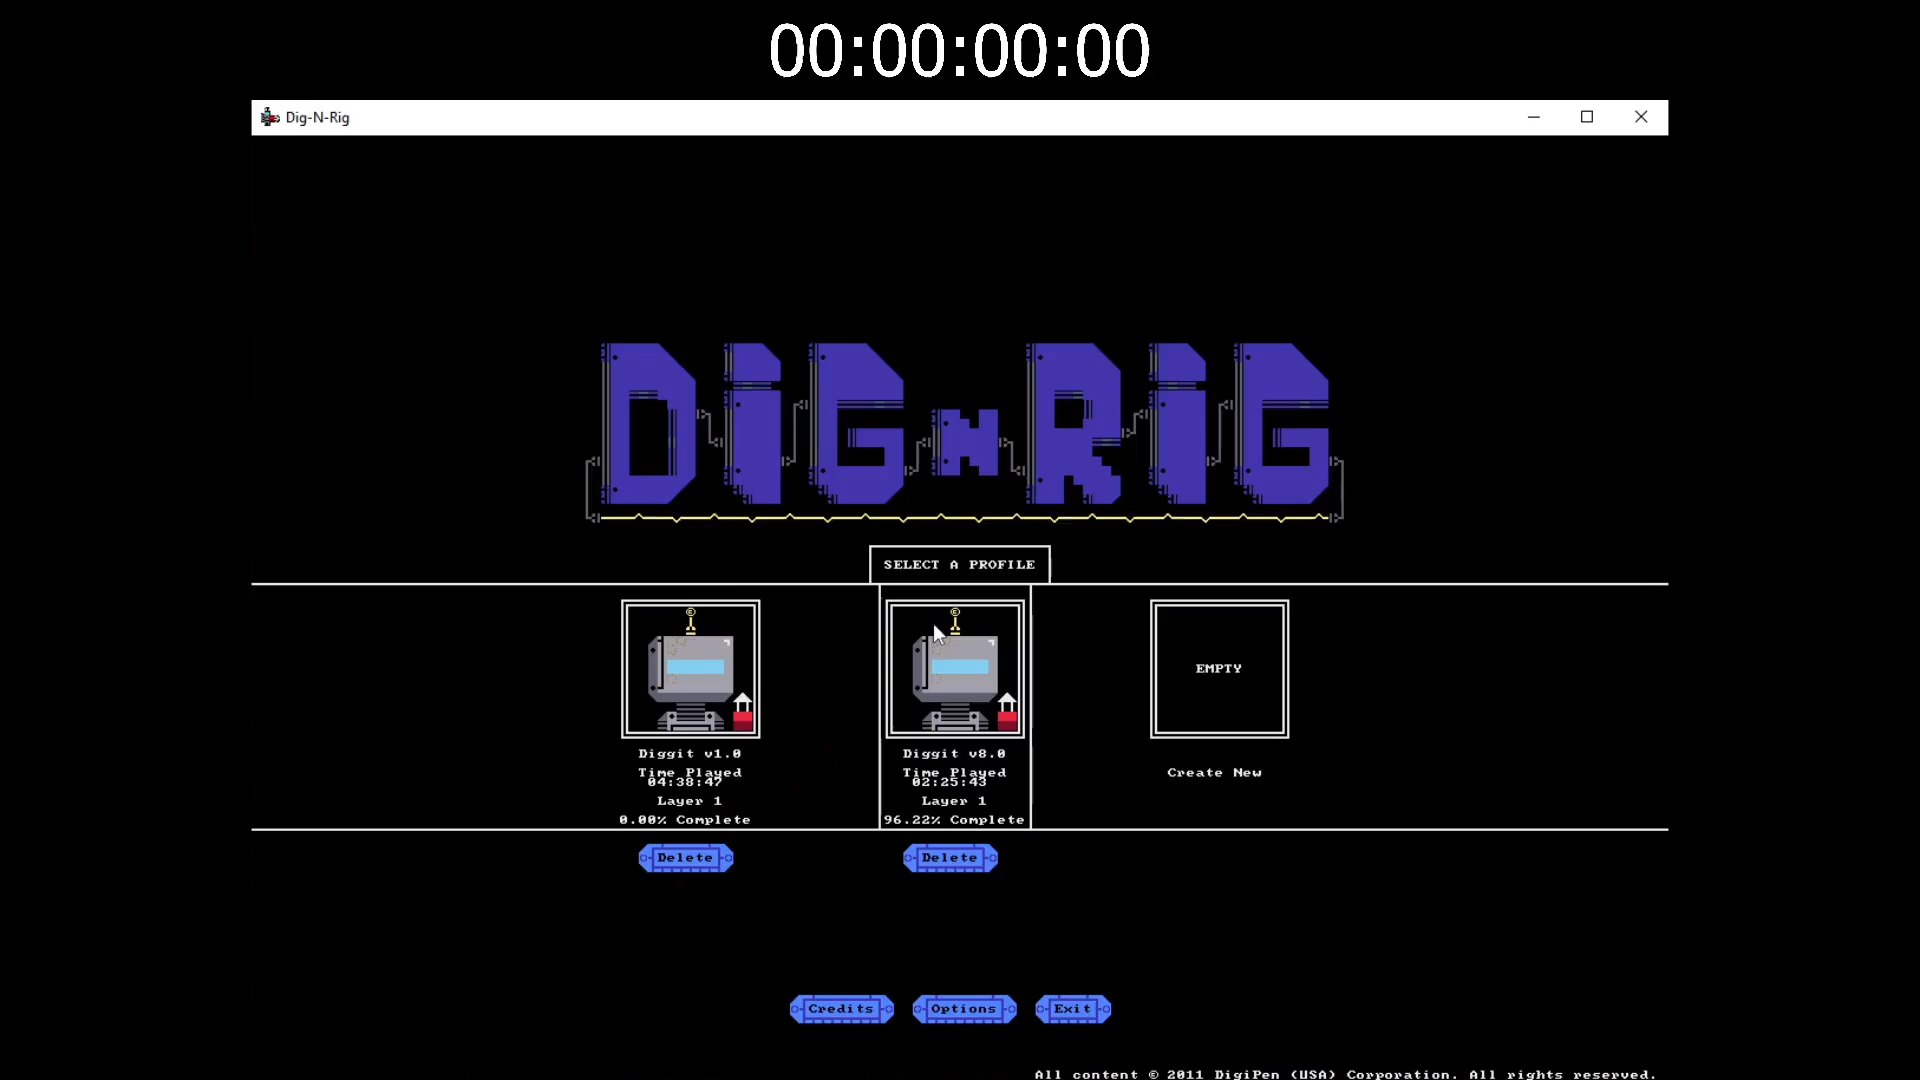 00:00:00:00
Dig-N-Rig
DiG N RiG
SELECT A PROFILE
EMPTY
Diggit v1.0
Time Played
04:38:47
Layer 1
0.00% Complete
Delete
Diggit v8.0
Time Played
02:25:43
Layer 1
96.22% Complete
Delete
Create New
Credits
Options
Exit
All content © 2011 DigiPen (USA) Corporation. All rights reserved.